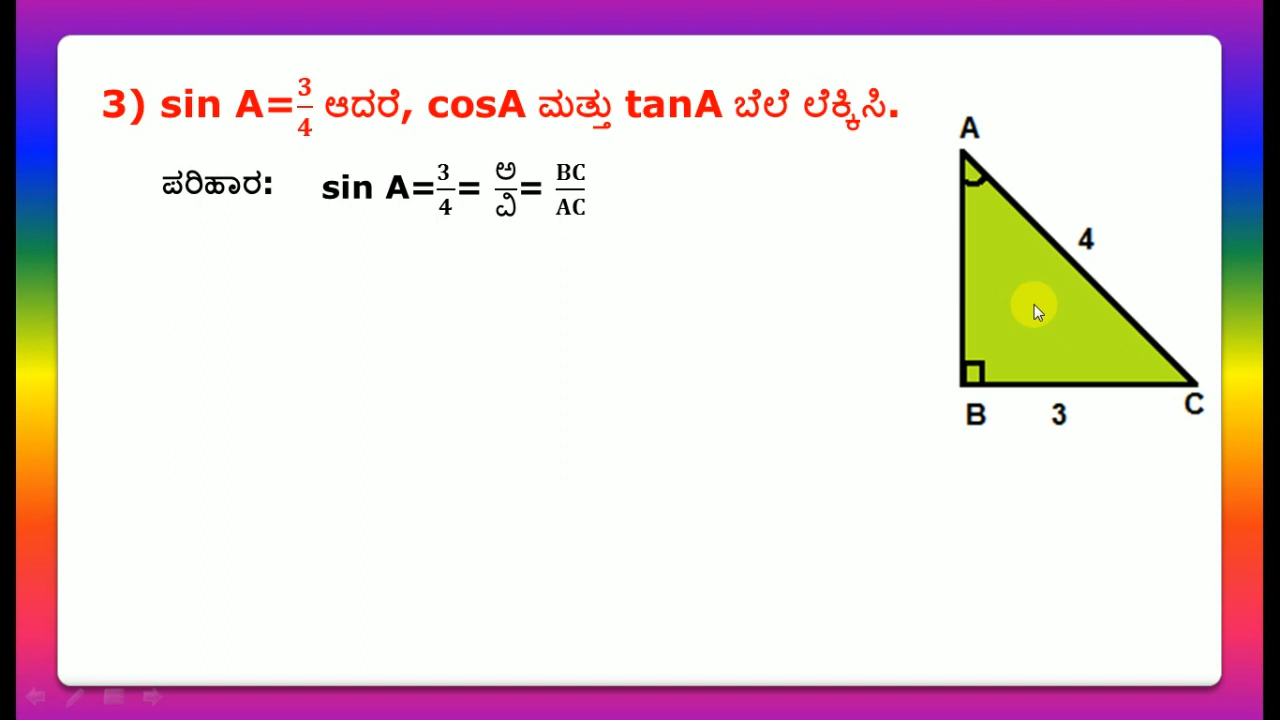 3) sin A=3/4 ಆದರೆ, cosA ಮತ್ತು tanA ಬೆಲೆ ಲೆಕ್ಕಿಸಿ.
ಪರಿಹಾರ: sin A=3/4= ಅ/ವಿ= BC/AC
A
4
B 3 C